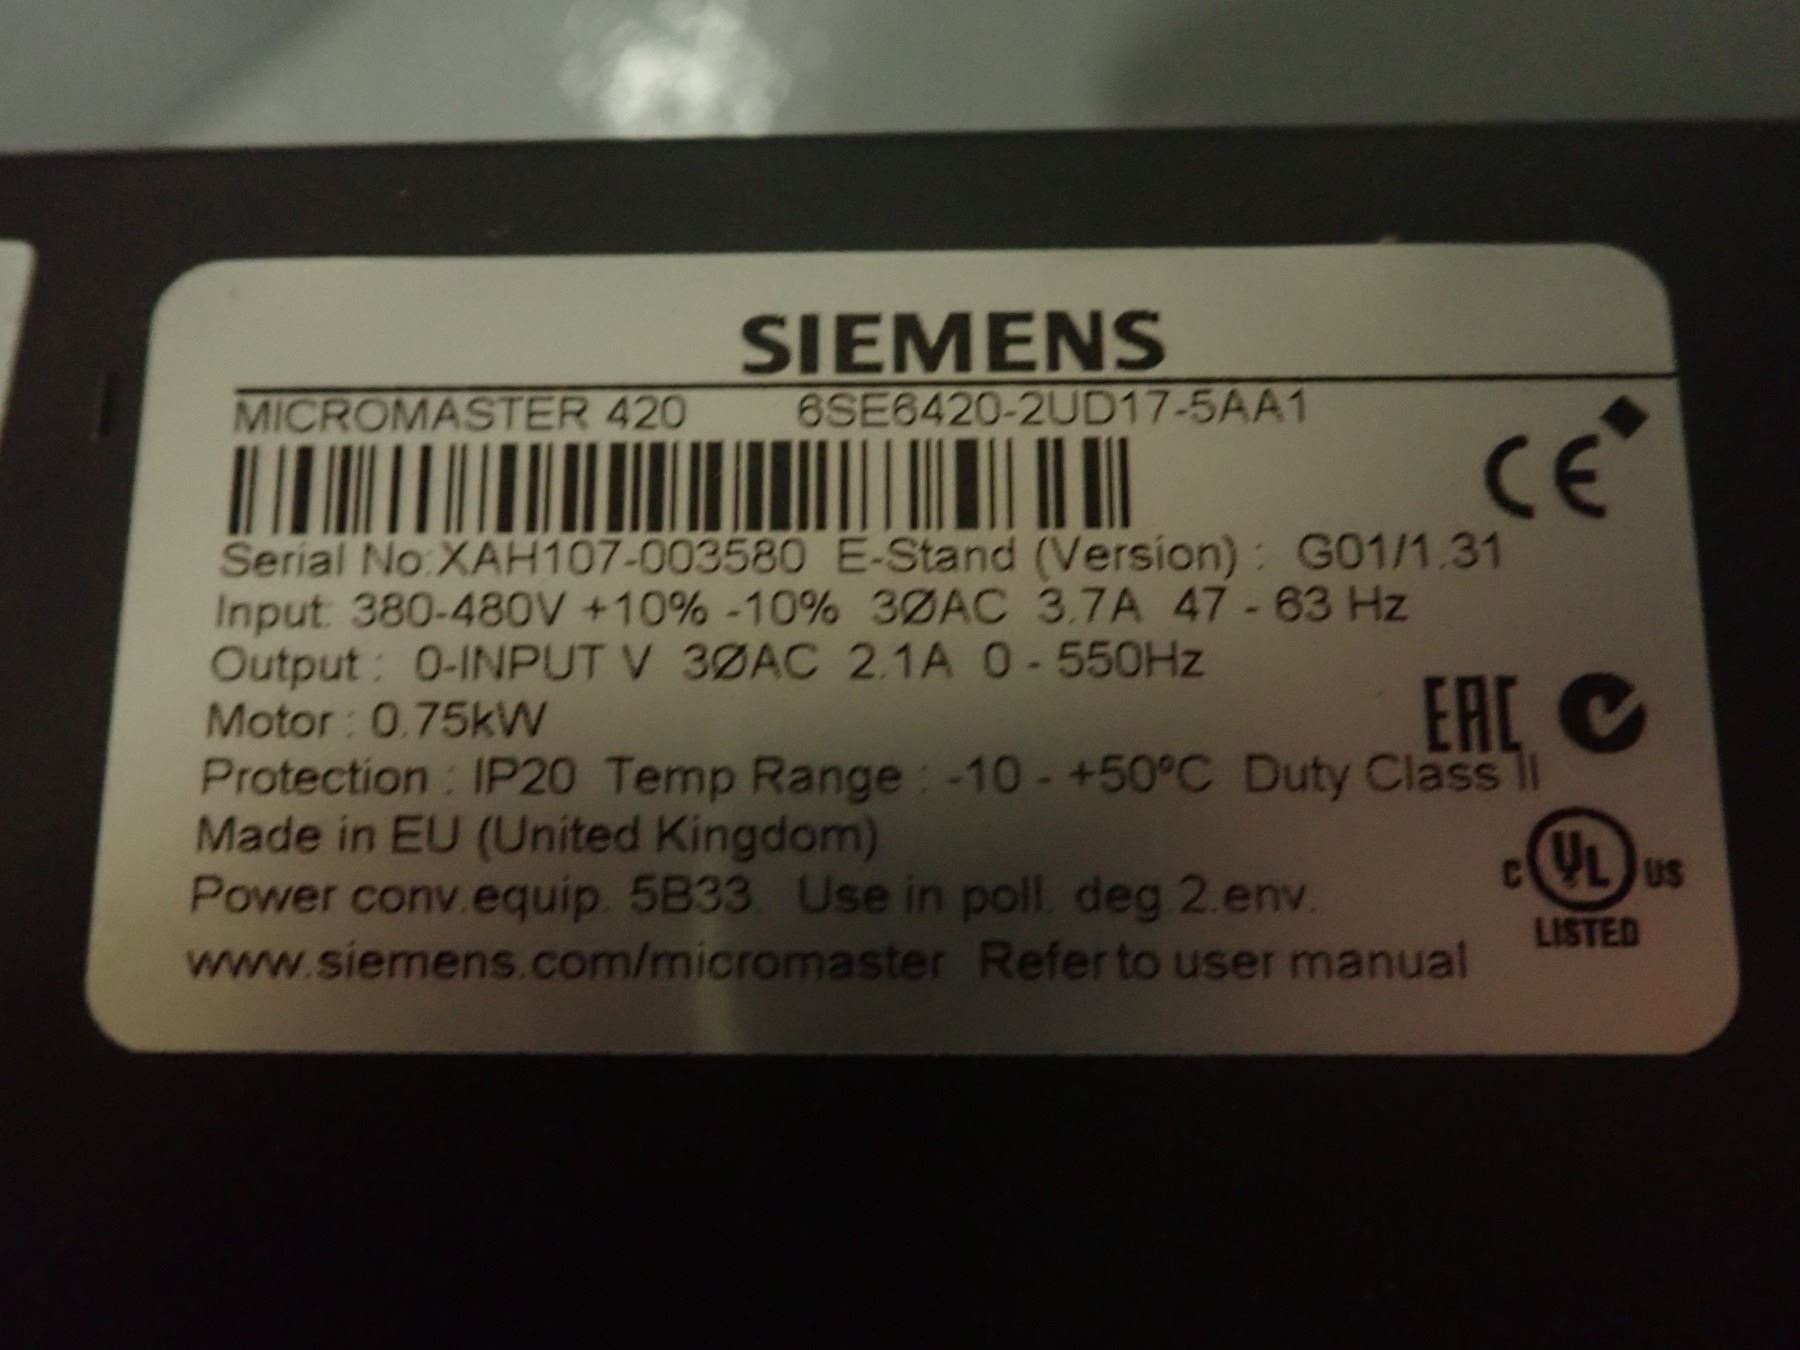 SIEMENS
MICROMASTER 420 6SE6420-2UD17-5AA1
CE
Serial No:XAH107-003580 E-Stand (Version) : G01/1.31
Input: 380-480V +10% -10% 3ØAC 3.7A 47 - 63 Hz
Output : 0-INPUT V 3ØAC 2.1A 0 - 550Hz
Motor : 0.75kW
EAC
Protection : IP20 Temp Range : -10 - +50ºC Duty Class II
Made in EU (United Kingdom)
Power conv.equip. 5B33. Use in poll. deg.2.env.
C UL US
LISTED
www.siemens.com/micromaster Refer to user manual